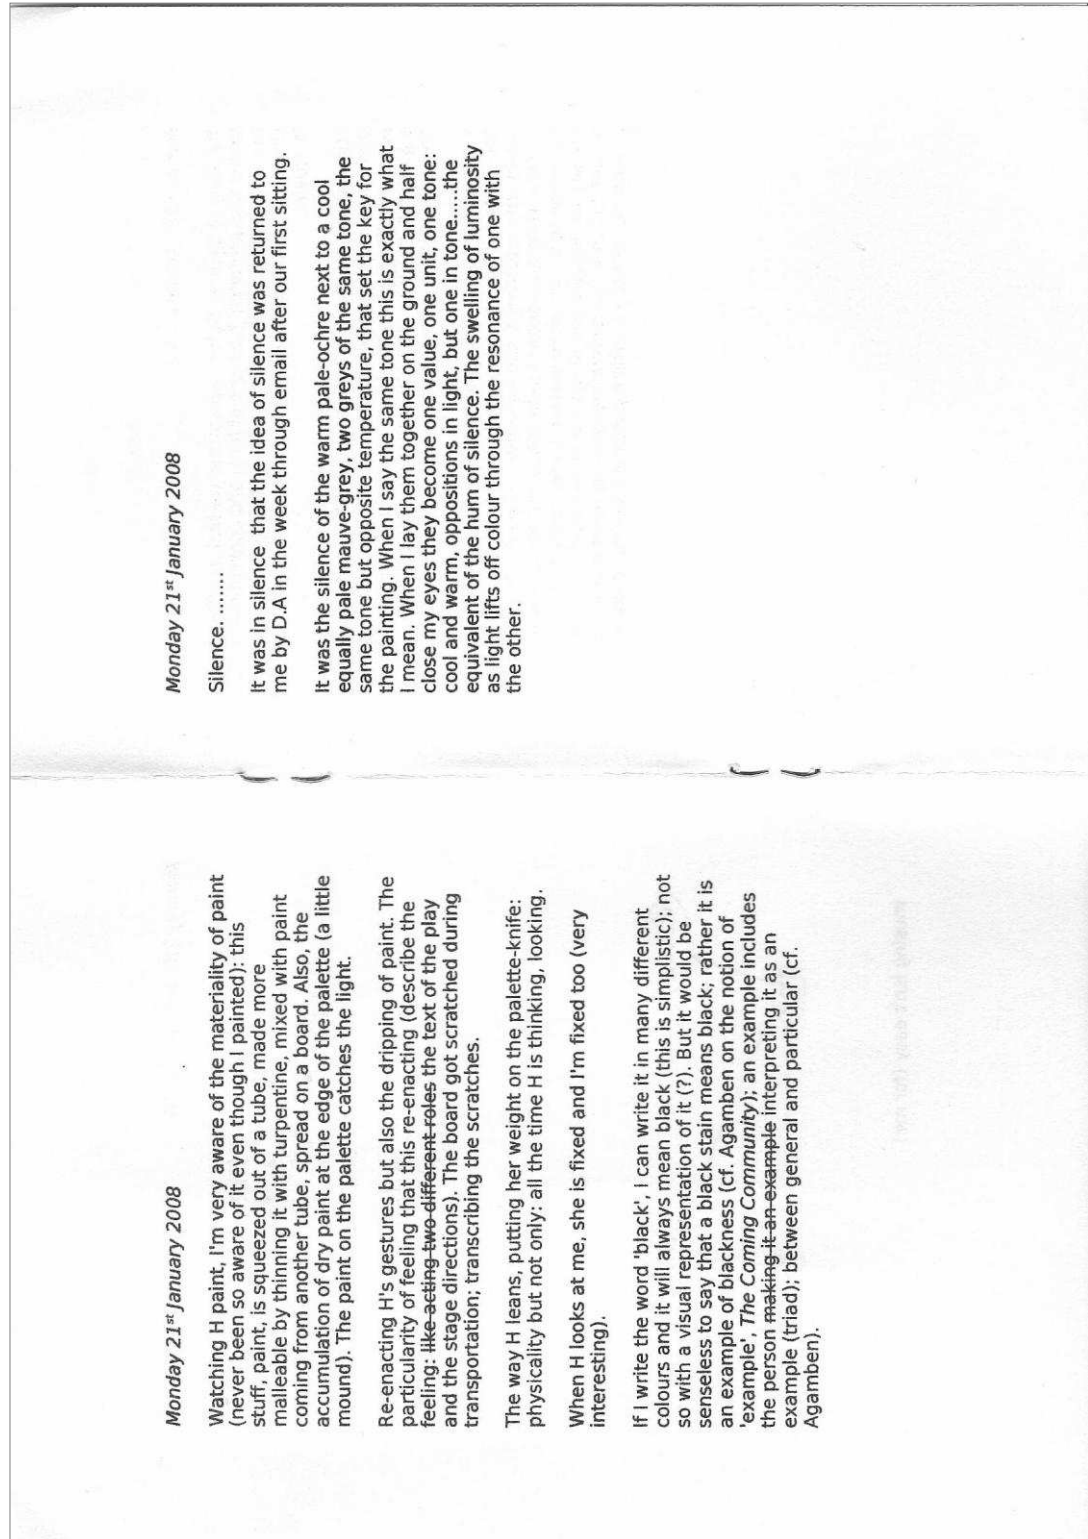 Monday 21st January 2008
Watching H paint, I'm very aware of the materiality of paint
(never been so aware of it even though I painted): this
stuff, paint, is squeezed out of a tube, made more
malleable by thinning it with turpentine, mixed with paint
coming from another tube, spread on a board. Also, the
accumulation of dry paint at the edge of the palette (a little
mound). The paint on the palette catches the light.
Re-enacting H's gestures but also the dripping of paint. The
particularity of feeling that this re-enacting (describe the
feeling: like acting two different roles the text of the play
and the stage directions). The board got scratched during
transportation; transcribing the scratches.
The way H leans, putting her weight on the palette-knife:
physicality but not only: all the time H is thinking, looking.
When H looks at me, she is fixed and I'm fixed too (very
interesting).
If I write the word 'black', I can write it in many different
colours and it will always mean black (this is simplistic); not
so with a visual representation of it (?). But it would be
senseless to say that a black stain means black; rather it is
an example of blackness (cf. Agamben on the notion of
'example', The Coming Community); an example includes
the person making it an example interpreting it as an
example (triad); between general and particular (cf.
Agamben).
Monday 21st January 2008
Silence. .......
It was in silence that the idea of silence was returned to
me by D.A in the week through email after our first sitting.
It was the silence of the warm pale-ochre next to a cool
equally pale mauve-grey, two greys of the same tone, the
same tone but opposite temperature, that set the key for
the painting. When I say the same tone this is exactly what
I mean. When I lay them together on the ground and half
close my eyes they become one value, one unit, one tone:
cool and warm, oppositions in light, but one in tone.....the
equivalent of the hum of silence. The swelling of luminosity
as light lifts off colour through the resonance of one with
the other.